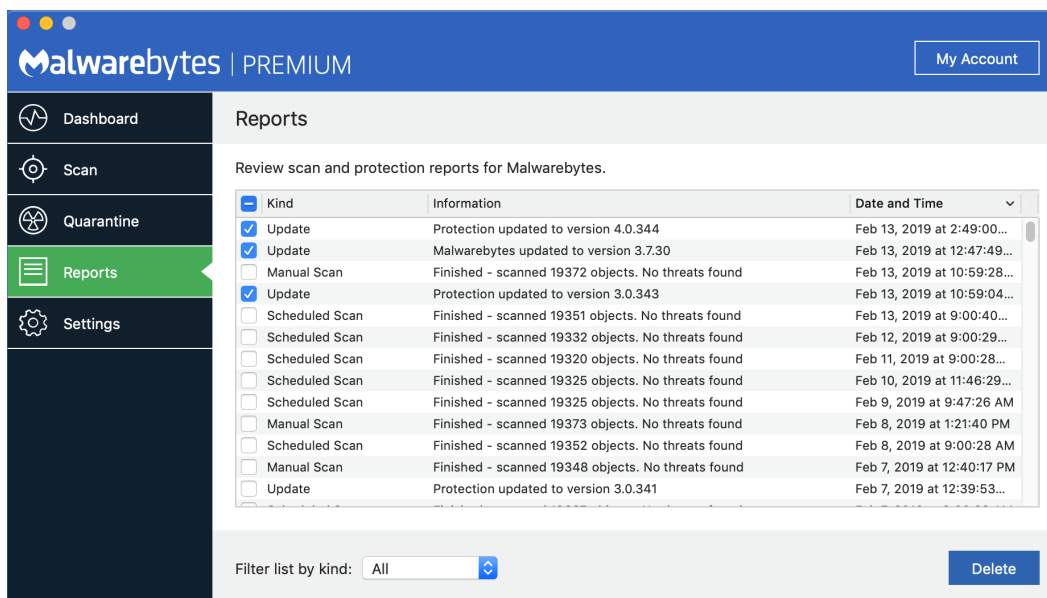 Malwarebytes | PREMIUM
My Account
Dashboard
Scan
Quarantine
Reports
Settings
Reports
Review scan and protection reports for Malwarebytes.
Kind Information Date and Time
Update Protection updated to version 4.0.344 Feb 13, 2019 at 2:49:00...
Update Malwarebytes updated to version 3.7.30 Feb 13, 2019 at 12:47:49...
Manual Scan Finished - scanned 19372 objects. No threats found Feb 13, 2019 at 10:59:28...
Update Protection updated to version 3.0.343 Feb 13, 2019 at 10:59:04...
Scheduled Scan Finished - scanned 19351 objects. No threats found Feb 13, 2019 at 9:00:40...
Scheduled Scan Finished - scanned 19332 objects. No threats found Feb 12, 2019 at 9:00:29...
Scheduled Scan Finished - scanned 19320 objects. No threats found Feb 11, 2019 at 9:00:28...
Scheduled Scan Finished - scanned 19325 objects. No threats found Feb 10, 2019 at 11:46:29...
Scheduled Scan Finished - scanned 19325 objects. No threats found Feb 9, 2019 at 9:47:26 AM
Manual Scan Finished - scanned 19373 objects. No threats found Feb 8, 2019 at 1:21:40 PM
Scheduled Scan Finished - scanned 19352 objects. No threats found Feb 8, 2019 at 9:00:28 AM
Manual Scan Finished - scanned 19348 objects. No threats found Feb 7, 2019 at 12:40:17 PM
Update Protection updated to version 3.0.341 Feb 7, 2019 at 12:39:53...
Filter list by kind: All
Delete